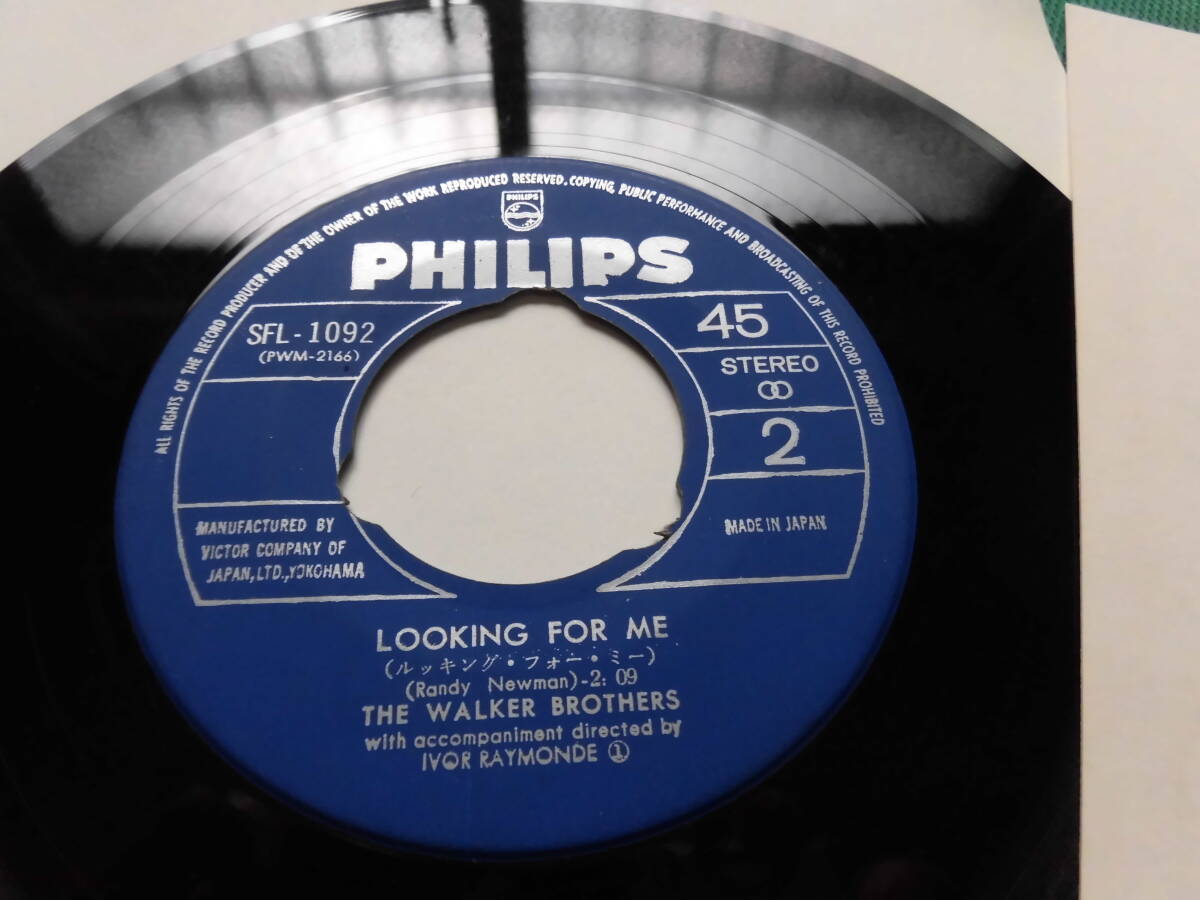 ALL RIGHTS OF THE RECORD PRODUCER AND OF THE OWNER OF THE WORK REPRODUCED RESERVED. COPYING, PUBLIC PERFORMANCE AND BROADCASTING OF THIS RECORD PROHIBITED
PHILIPS
PHILIPS
SFL-1092
(PWM-2166)
45
STEREO
2
MANUFACTURED BY
VICTOR COMPANY OF
JAPAN, LTD., YOKOHAMA
MADE IN JAPAN
LOOKING FOR ME
(ルッキング・フォー・ミー)
(Randy Newman)-2: 09
THE WALKER BROTHERS
with accompaniment directed by
IVOR RAYMONDE ①